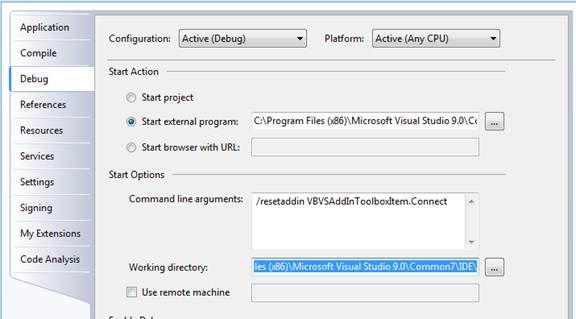 Application
Configuration: Active (Debug) Platform: Active (Any CPU)
Compile
Debug
Start Action
References
Start project
Resources
Start external program: C:\Program Files (x86)\Microsoft Visual Studio 9.0\Co ...
Services
Start browser with URL:
Settings
Start Options
Signing
Command line arguments: /resetaddin VBVSAddInToolboxItem.Connect
My Extensions
Code Analysis
Working directory: les (x86)\Microsoft Visual Studio 9.0\Common7\IDE\ ...
Use remote machine